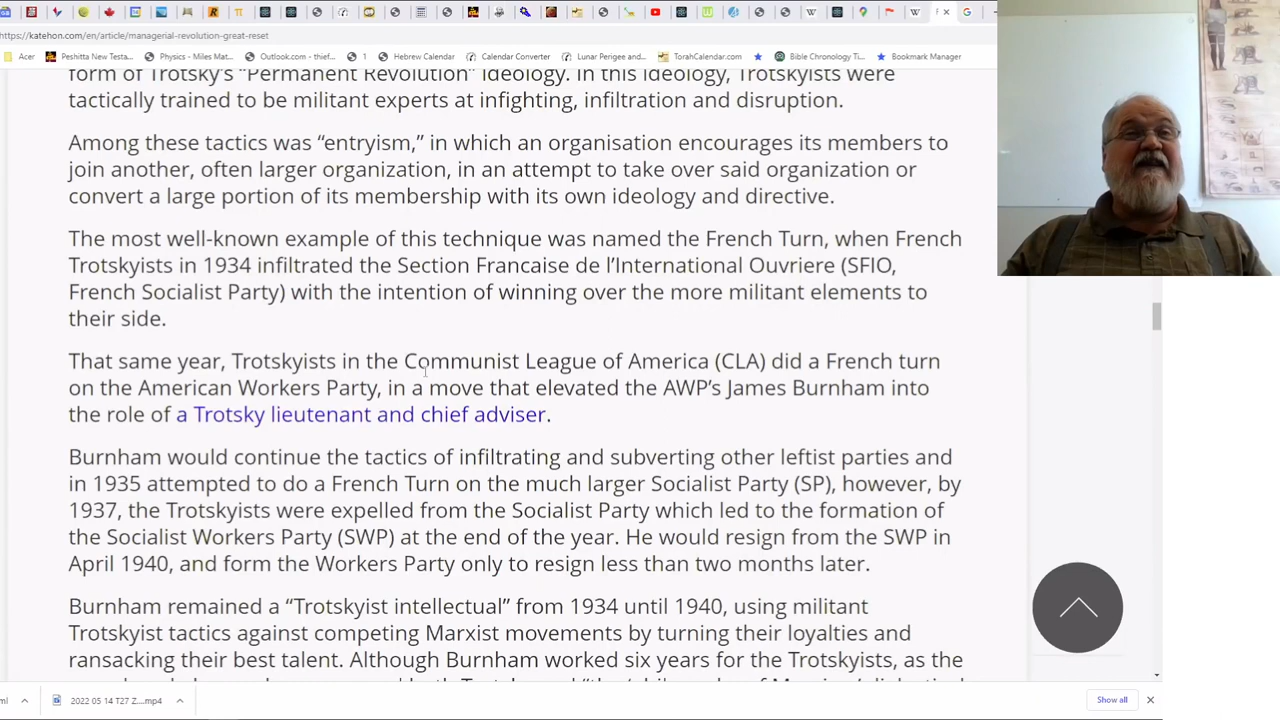 https://katehon.com/en/article/managerial-revolution-great-reset
Acer
Peshitta New Testa...
Physics - Miles Mat...
Outlook.com - thief...
1
Hebrew Calendar
Calendar Converter
Lunar Perigee and...
TorahCalendar.com
Bible Chronology Ti...
Bookmark Manager
form of Trotsky's “Permanent Revolution” ideology. In this ideology, Trotskyists were
tactically trained to be militant experts at infighting, infiltration and disruption.
Among these tactics was “entryism,” in which an organisation encourages its members to
join another, often larger organization, in an attempt to take over said organization or
convert a large portion of its membership with its own ideology and directive.
The most well-known example of this technique was named the French Turn, when French
Trotskyists in 1934 infiltrated the Section Francaise de l’International Ouvriere (SFIO,
French Socialist Party) with the intention of winning over the more militant elements to
their side.
That same year, Trotskyists in the Communist League of America (CLA) did a French turn
on the American Workers Party, in a move that elevated the AWP’s James Burnham into
the role of a Trotsky lieutenant and chief adviser.
Burnham would continue the tactics of infiltrating and subverting other leftist parties and
in 1935 attempted to do a French Turn on the much larger Socialist Party (SP), however, by
1937, the Trotskyists were expelled from the Socialist Party which led to the formation of
the Socialist Workers Party (SWP) at the end of the year. He would resign from the SWP in
April 1940, and form the Workers Party only to resign less than two months later.
Burnham remained a “Trotskyist intellectual” from 1934 until 1940, using militant
Trotskyist tactics against competing Marxist movements by turning their loyalties and
ransacking their best talent. Although Burnham worked six years for the Trotskyists, as the
2022 05 14 T27 Z....mp4
Show all